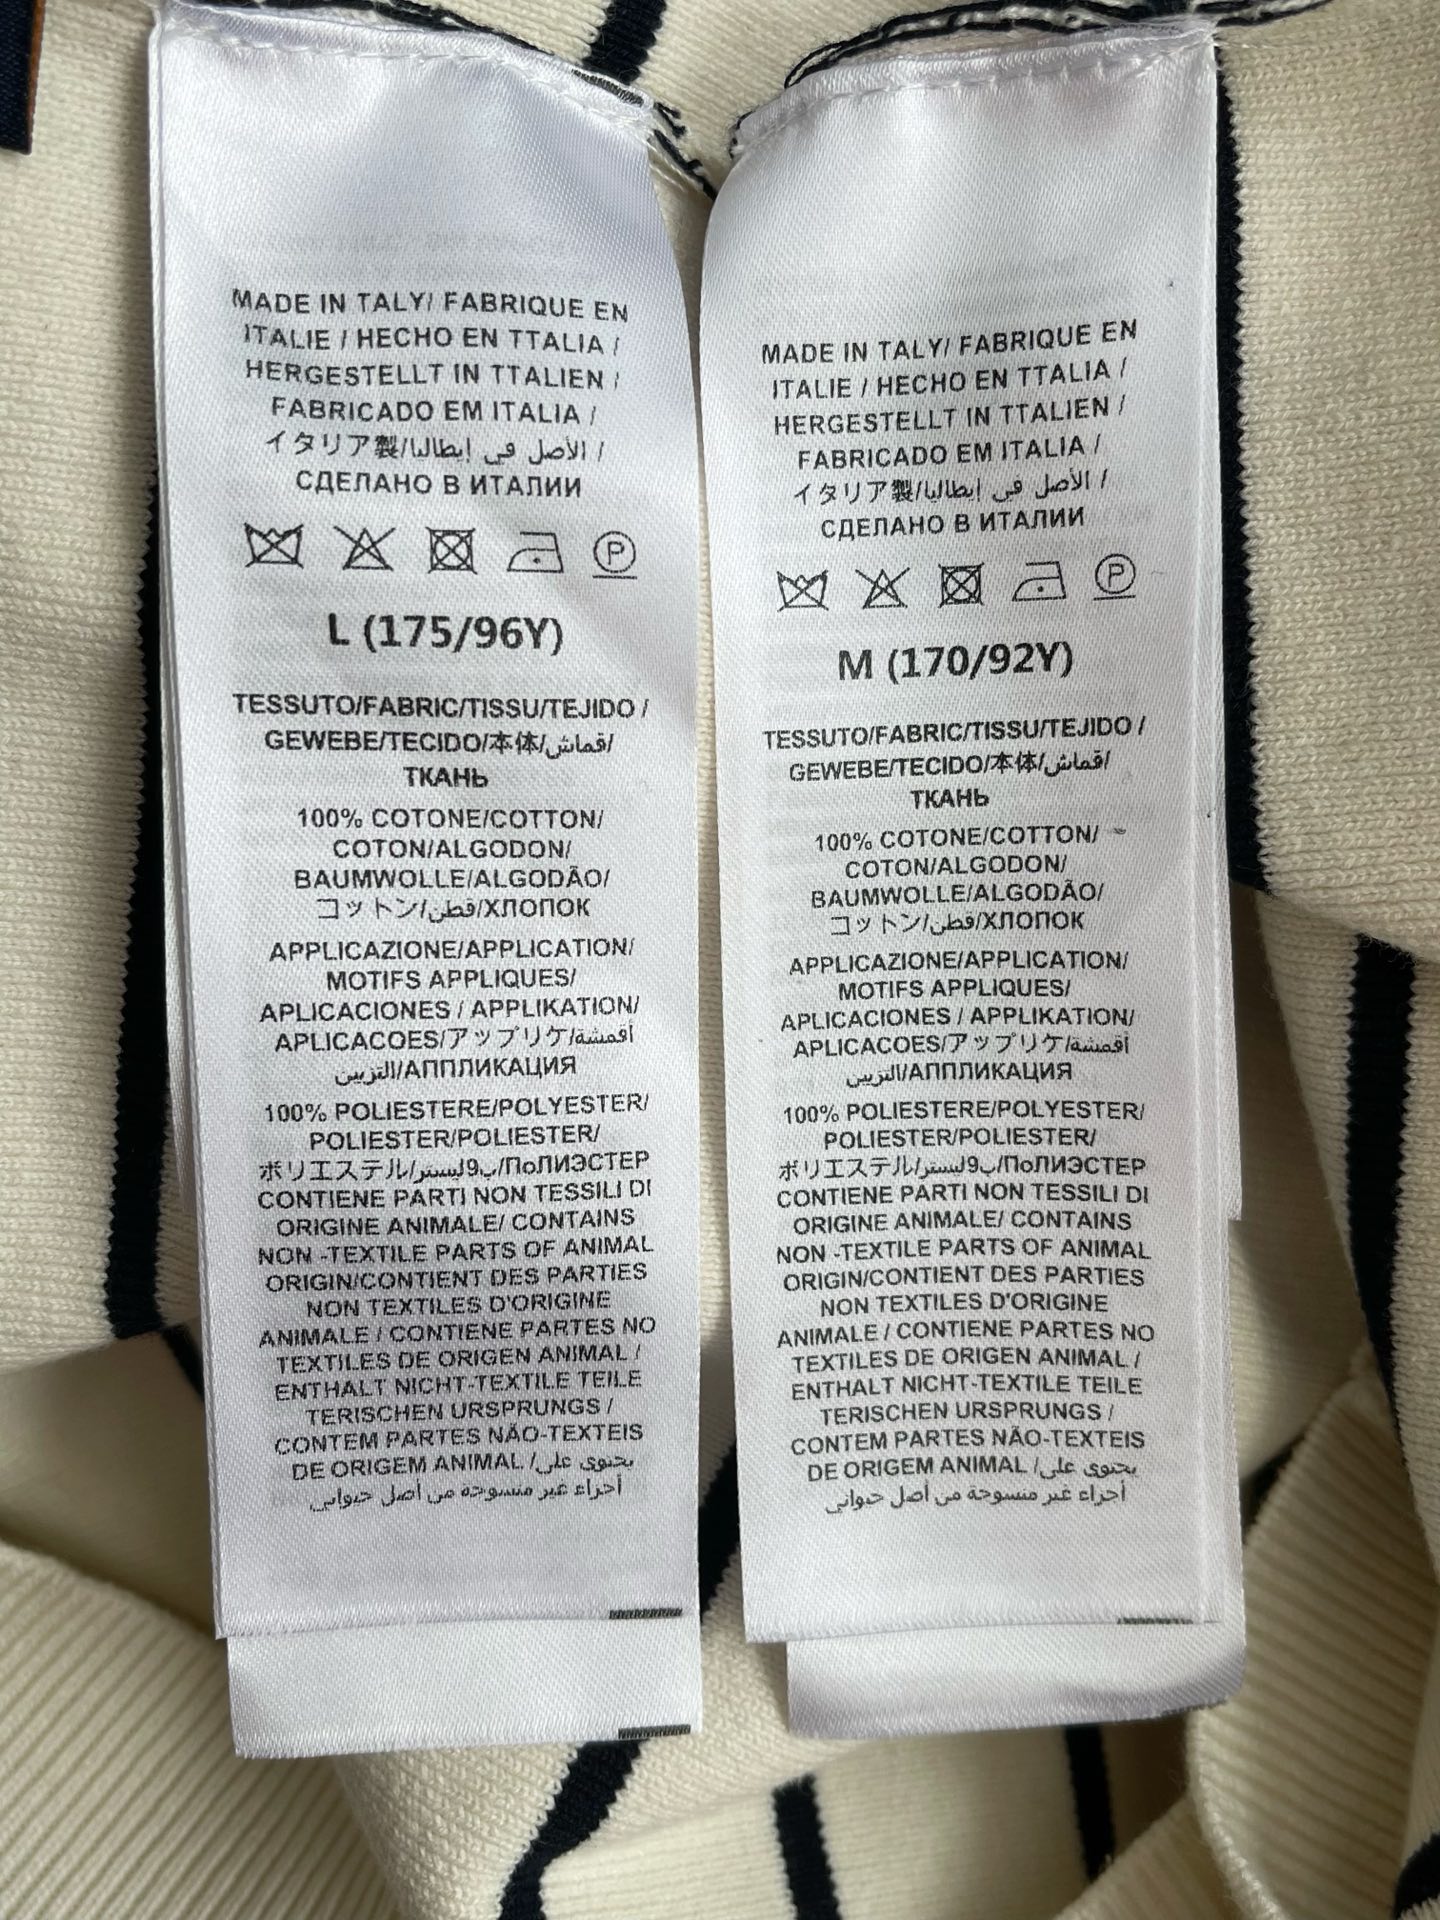 MADE IN TALY/ FABRIQUE EN
ITALIE / HECHO EN TTALIA /
HERGESTELLT IN TTALIEN /
FABRICADO EM ITALIA /
イタリア製/الأصل في إيطاليا /
СДЕЛАНО В ИТАЛИИ
P
L (175/96Y)
TESSUTO/FABRIC/TISSU/TEJIDO /
GEWEBE/TECIDO/本体/قماش/
ТКАНЬ
100% COTONE/COTTON/
COTON/ALGODON/
BAUMWOLLE/ALGODÃO/
コットン/قطن/ХЛОПОК
APPLICAZIONE/APPLICATION/
MOTIFS APPLIQUES/
APLICACIONES / APPLIKATION/
APLICACOES/アップリケ/أقمشة
التزيين/АППЛИКАЦИЯ
100% POLIESTERE/POLYESTER/
POLIESTER/POLIESTER/
ポリエステル/ب9ليستر/ПоЛИЭСТЕР
CONTIENE PARTI NON TESSILI DI
ORIGINE ANIMALE/ CONTAINS
NON -TEXTILE PARTS OF ANIMAL
ORIGIN/CONTIENT DES PARTIES
NON TEXTILES D'ORIGINE
ANIMALE / CONTIENE PARTES NO
TEXTILES DE ORIGEN ANIMAL /
ENTHALT NICHT-TEXTILE TEILE
TERISCHEN URSPRUNGS /
CONTEM PARTES NÃO-TEXTEIS
DE ORIGEM ANIMAL /يحتوى على
أجزاء غير منسوجة من أصل حيواني
MADE IN TALY/ FABRIQUE EN
ITALIE / HECHO EN TTALIA /
HERGESTELLT IN TTALIEN /
FABRICADO EM ITALIA /
イタリア製/الأصل في إيطاليا /
СДЕЛАНО В ИТАЛИИ
P
M (170/92Y)
TESSUTO/FABRIC/TISSU/TEJIDO /
GEWEBE/TECIDO/本体/قماش/
ТКАНЬ
100% COTONE/COTTON/
COTON/ALGODON/
BAUMWOLLE/ALGODÃO/
コットン/قطن/ХЛОПОК
APPLICAZIONE/APPLICATION/
MOTIFS APPLIQUES/
APLICACIONES / APPLIKATION/
APLICACOES/アップリケ/أقمشة
التزيين/АППЛИКАЦИЯ
100% POLIESTERE/POLYESTER/
POLIESTER/POLIESTER/
ポリエステル/ب9ليستر/ПоЛИЭСТЕР
CONTIENE PARTI NON TESSILI DI
ORIGINE ANIMALE/ CONTAINS
NON -TEXTILE PARTS OF ANIMAL
ORIGIN/CONTIENT DES PARTIES
NON TEXTILES D'ORIGINE
ANIMALE / CONTIENE PARTES NO
TEXTILES DE ORIGEN ANIMAL /
ENTHALT NICHT-TEXTILE TEILE
TERISCHEN URSPRUNGS /
CONTEM PARTES NÃO-TEXTEIS
DE ORIGEM ANIMAL /يحتوى على
أجزاء غير منسوجة من أصل حيواني